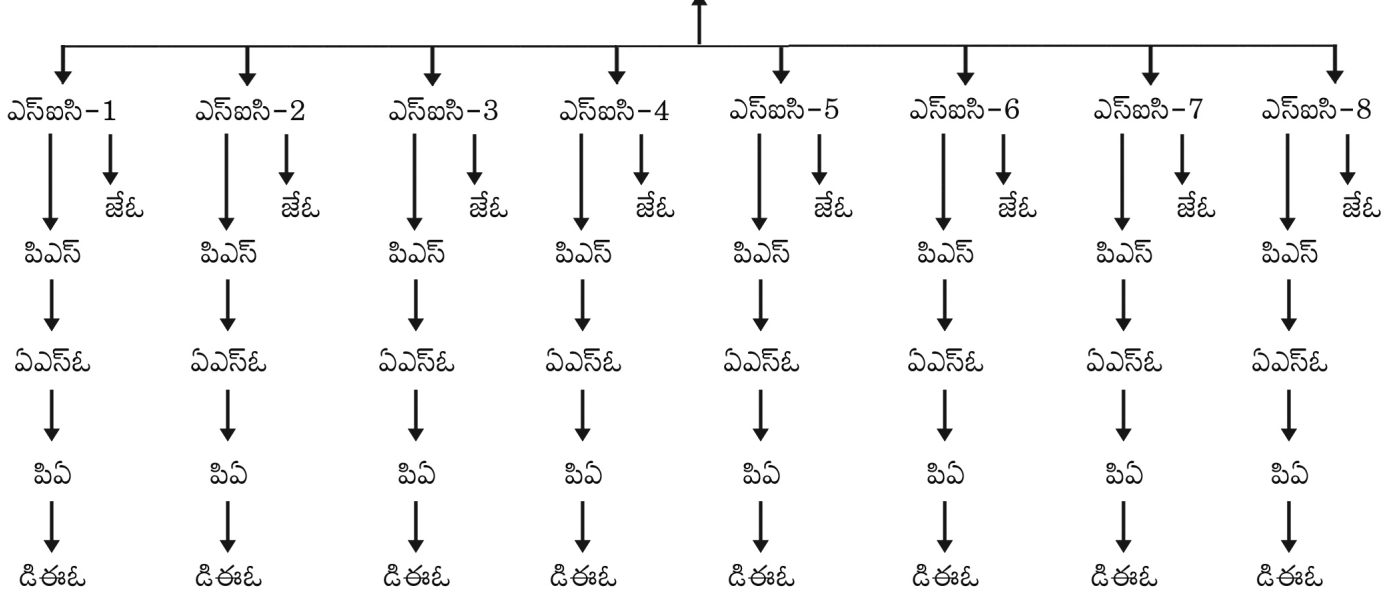 ఎస్ఐసి-1 ఎస్ఐసి-2 ఎస్ఐసి-3 ఎస్ఐసి-4 ఎస్ఐసి-5 ఎస్ఐసి-6 ఎస్ఐసి-7 ఎస్ఐసి-8
జేఓ జేఓ జేఓ జేఓ జేఓ జేఓ జేఓ జేఓ
పిఎస్ పిఎస్ పిఎస్ పిఎస్ పిఎస్ పిఎస్ పిఎస్ పిఎస్
ఏఎస్ఓ ఏఎస్ఓ ఏఎస్ఓ ఏఎస్ఓ ఏఎస్ఓ ఏఎస్ఓ ఏఎస్ఓ ఏఎస్ఓ
పిఏ పిఏ పిఏ పిఏ పిఏ పిఏ పిఏ పిఏ
డిఈఓ డిఈఓ డిఈఓ డిఈఓ డిఈఓ డిఈఓ డిఈఓ డిఈఓ